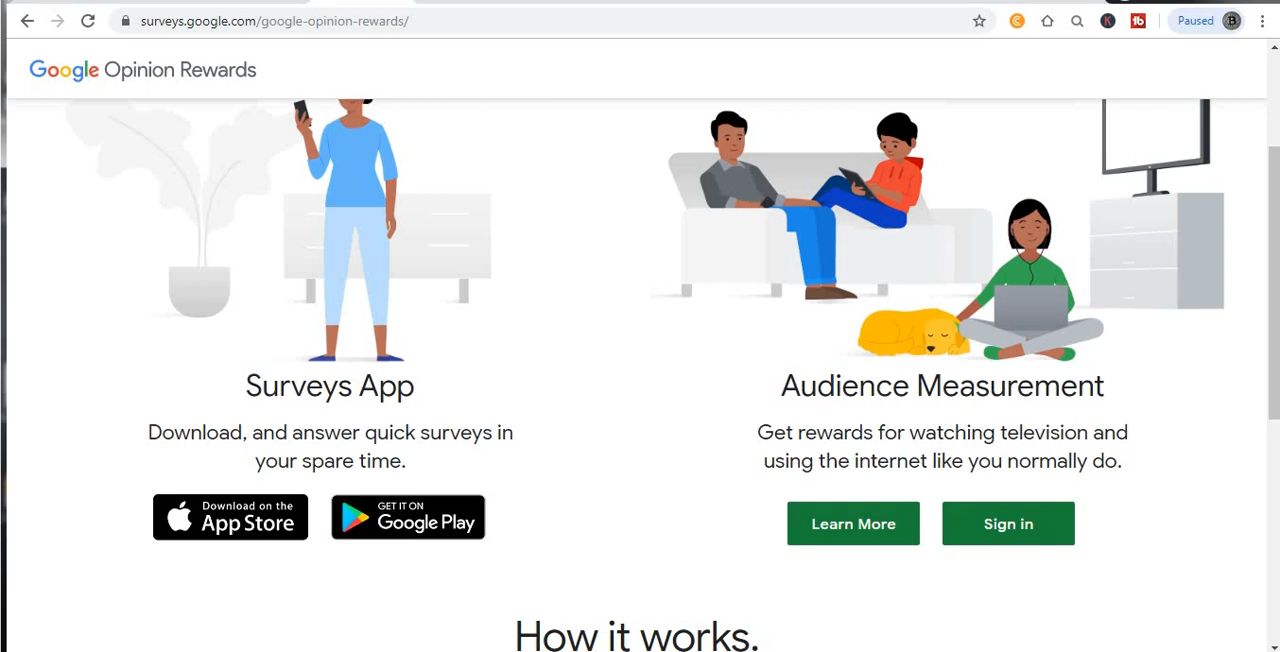 surveys.google.com/google-opinion-rewards/
Paused
Google Opinion Rewards
Surveys App
Download, and answer quick surveys in
your spare time.
Download on the
App Store
GET IT ON
Google Play
Audience Measurement
Get rewards for watching television and
using the internet like you normally do.
Learn More
Sign in
How it works.